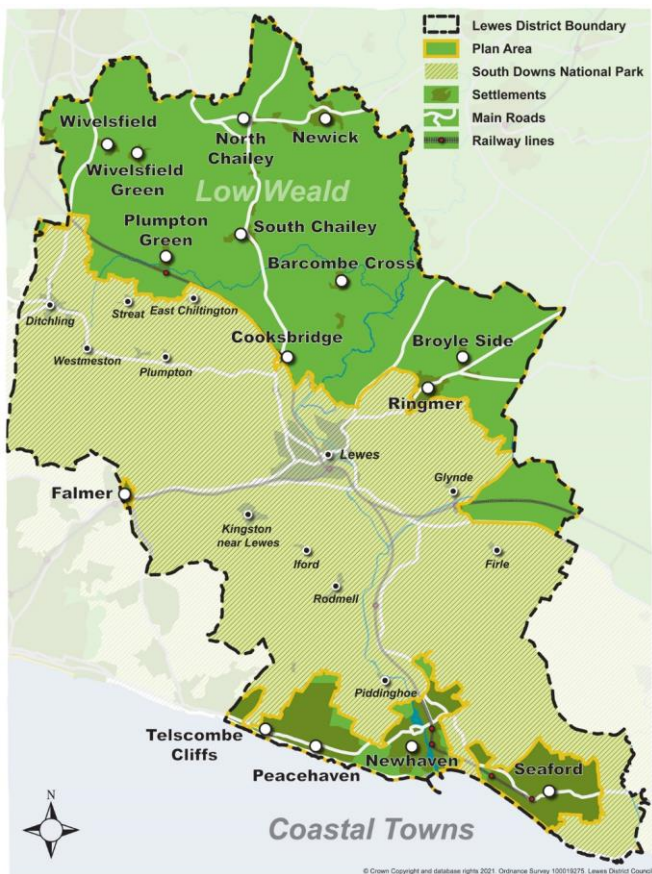 Lewes District Boundary
Plan Area
South Downs National Park
Settlements
Main Roads
Railway lines
Wivelsfield
Wivelsfield
Green
North
Chailey
Newick
Low Weald
Plumpton
Green
South Chailey
Barcombe Cross
Ditchling
Streat
East Chiltington
Westmeston
Plumpton
Cooksbridge
Broyle Side
Ringmer
Lewes
Glynde
Falmer
Kingston
near Lewes
Iford
Firle
Rodmell
Piddinghoe
Telscombe
Cliffs
Peacehaven
Newhaven
Seaford
N
Coastal Towns
© Crown Copyright and database rights 2021. Ordnance Survey 100019275. Lewes District Council